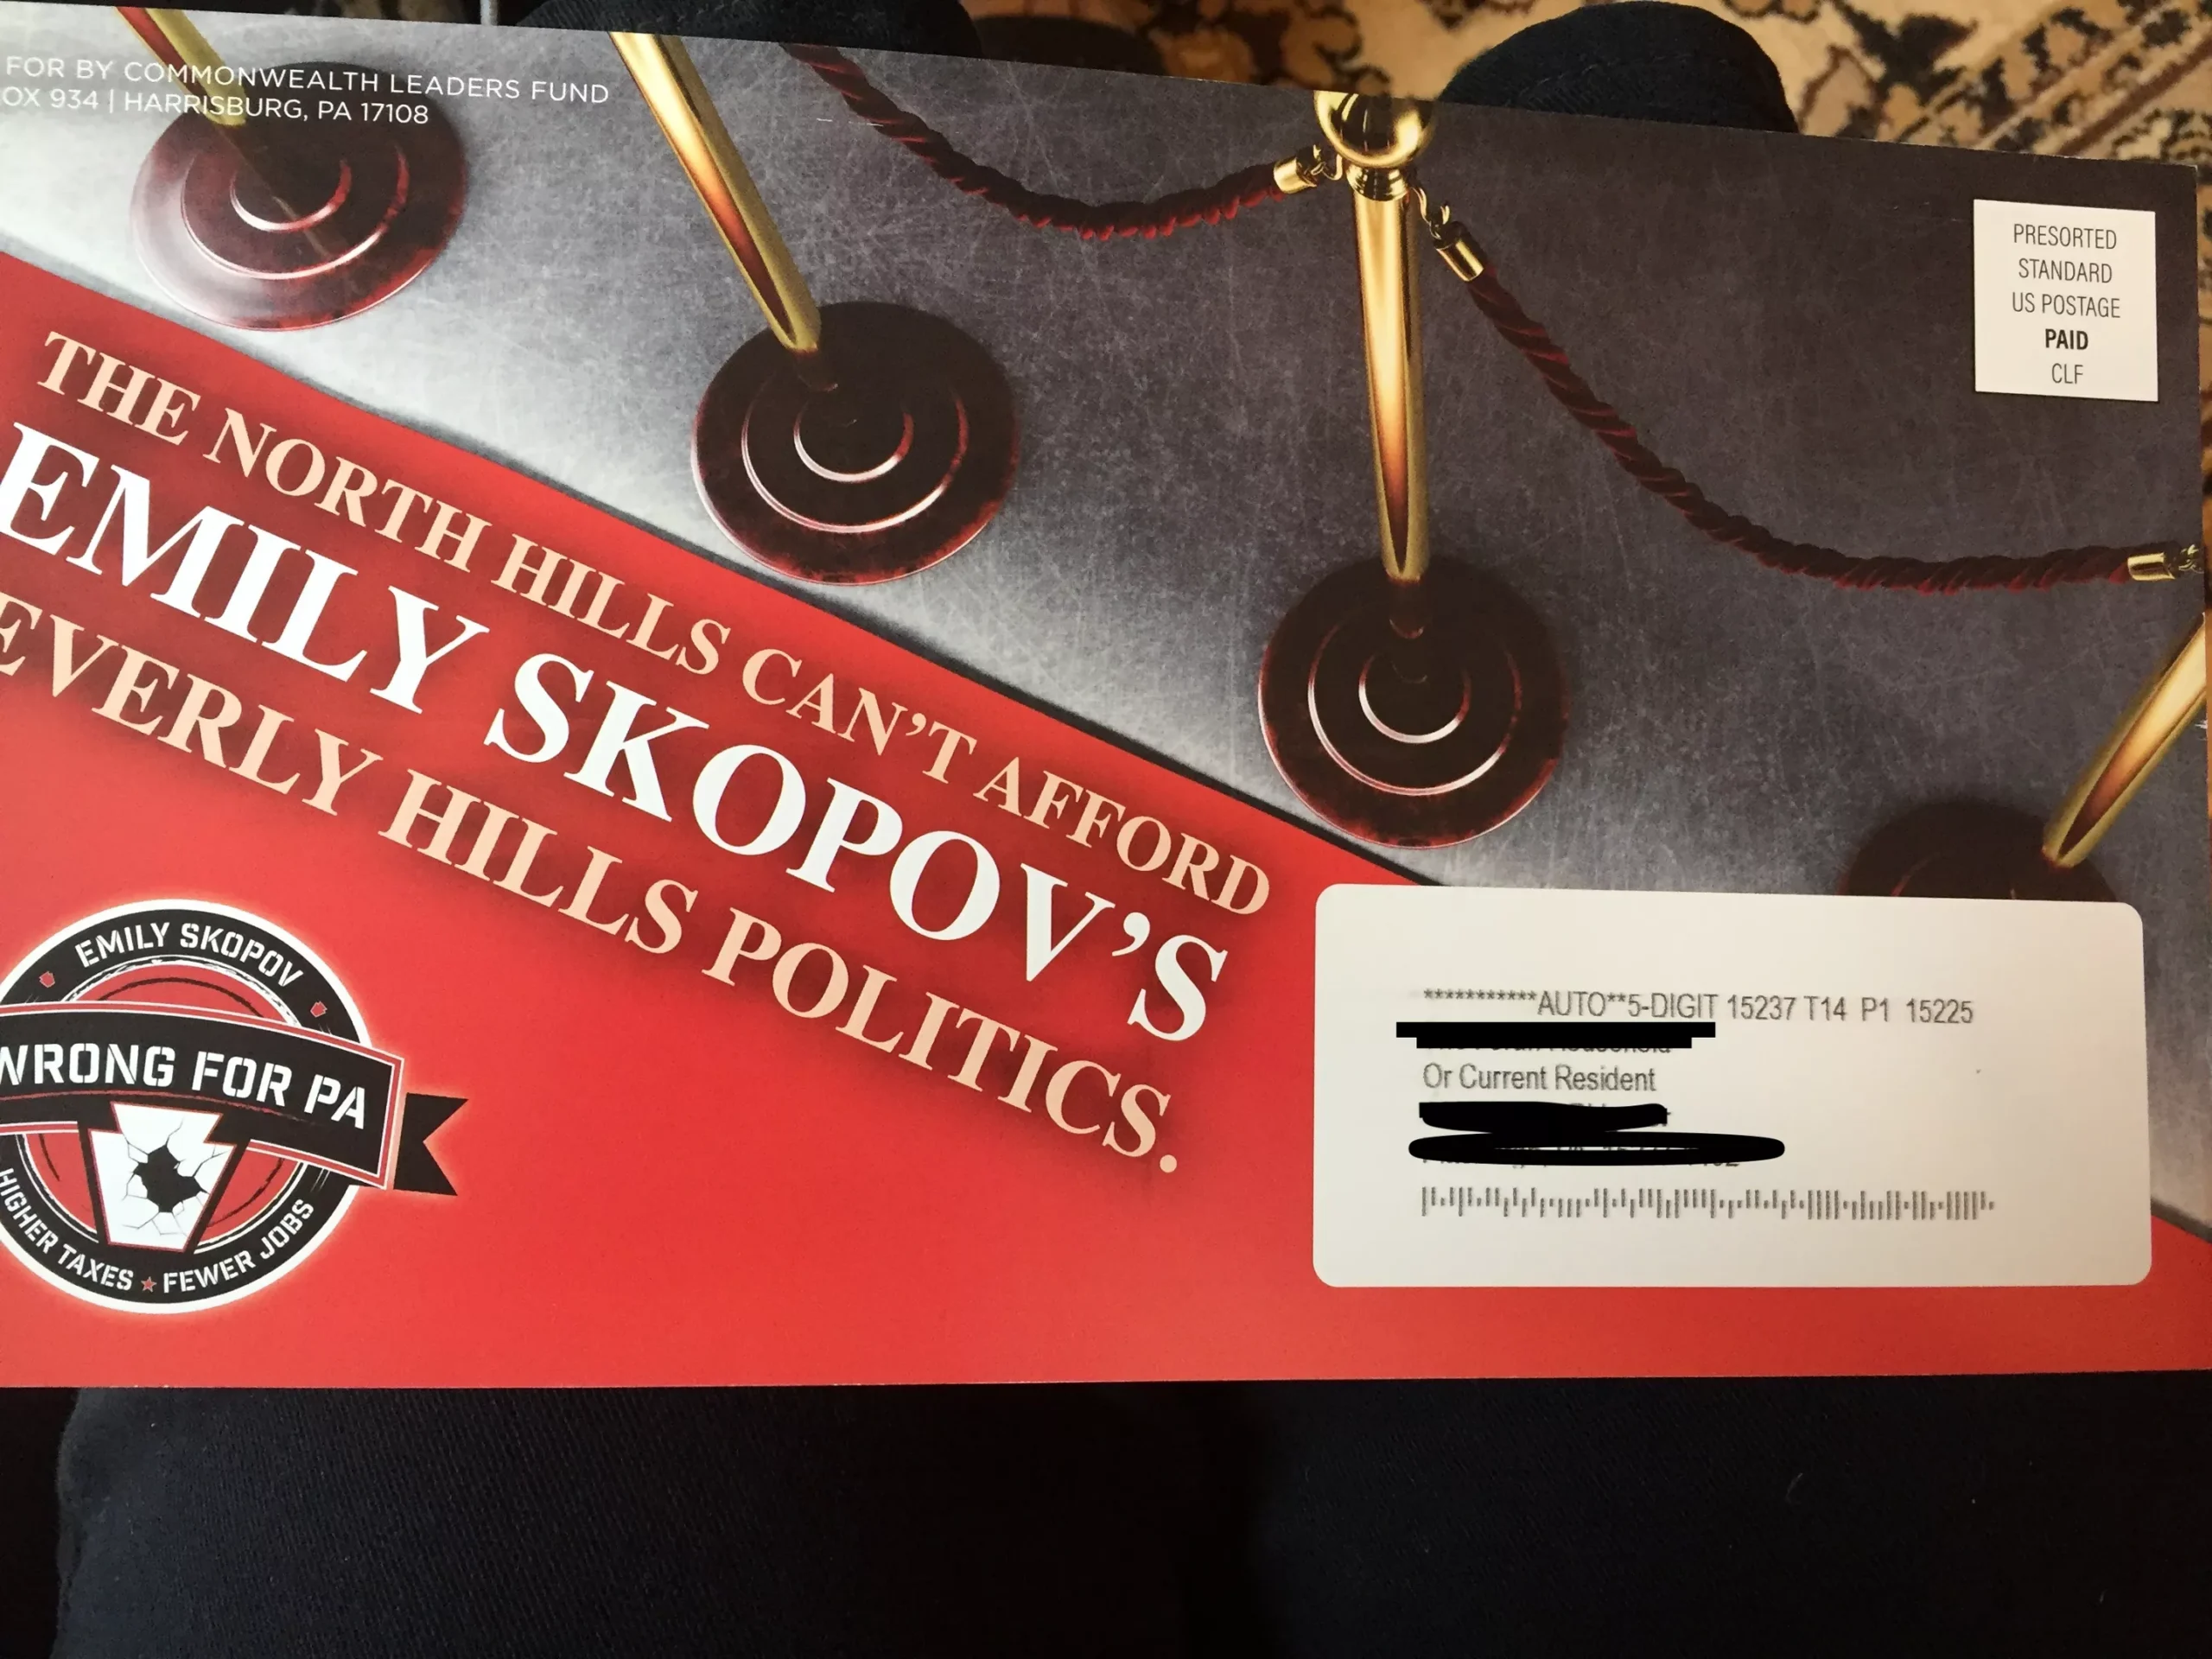 FOR BY COMMONWEALTH LEADERS FUND
OX 934 | HARRISBURG, PA 17108
PRESORTED
STANDARD
US POSTAGE
PAID
CLF
THE NORTH HILLS CAN'T AFFORD
EMILY SKOPOV'S
EVERLY HILLS POLITICS.
EMILY SKOPOV
WRONG FOR PA
HIGHER TAXES ★ FEWER JOBS
***********AUTO**5-DIGIT 15237 T14 P1 15225
Or Current Resident